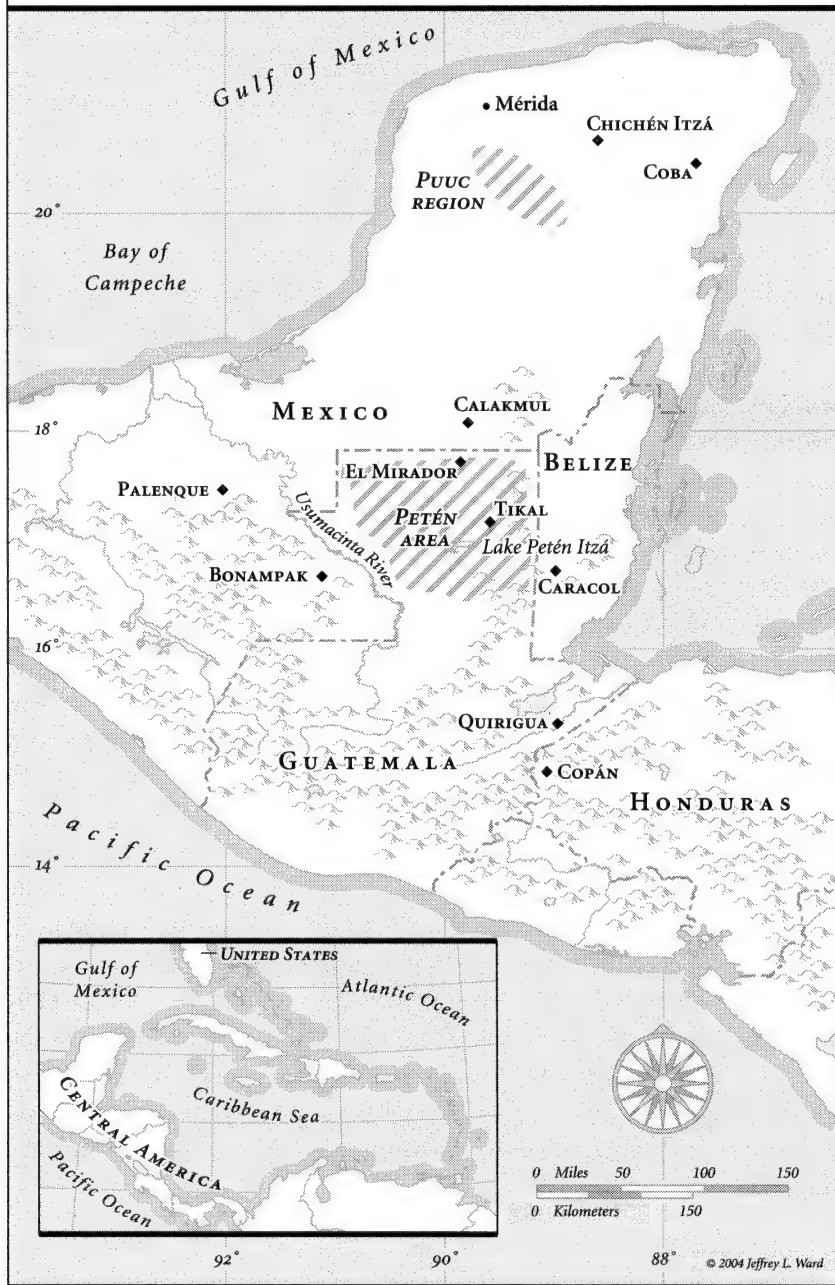 Gulf of Mexico
Mérida
CHICHÉN ITZÁ
COBA
PUUC
REGION
20°
Bay of
Campeche
MEXICO
CALAKMUL
18°
EL MIRADOR
BELIZE
PALENQUE
Usumacinta River
PETÉN
AREA
TIKAL
Lake Petén Itzá
BONAMPAK
CARACOL
16°
QUIRIGUA
GUATEMALA
COPÁN
HONDURAS
Pacific Ocean
14°
UNITED STATES
Gulf of
Mexico
Atlantic Ocean
Caribbean Sea
CENTRAL AMERICA
Pacific Ocean
0 Miles 50 100 150
0 Kilometers 150
92° 90° 88°
© 2004 Jeffrey L. Ward